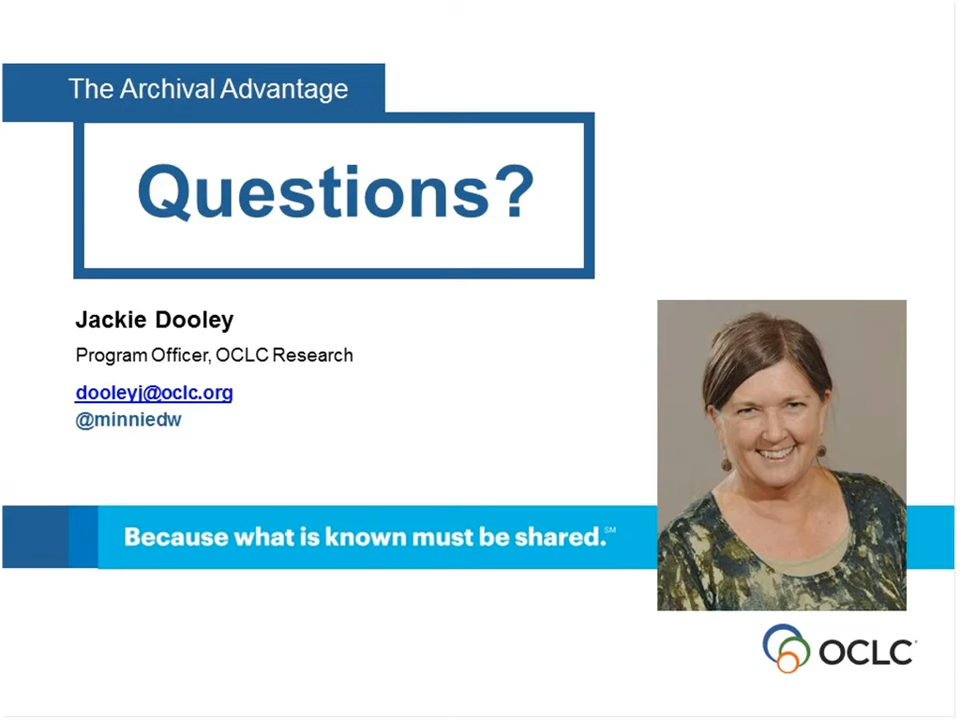 The Archival Advantage
Questions?
Jackie Dooley
Program Officer, OCLC Research
dooleyj@oclc.org
@minniedw
Because what is known must be shared.℠
OCLC®